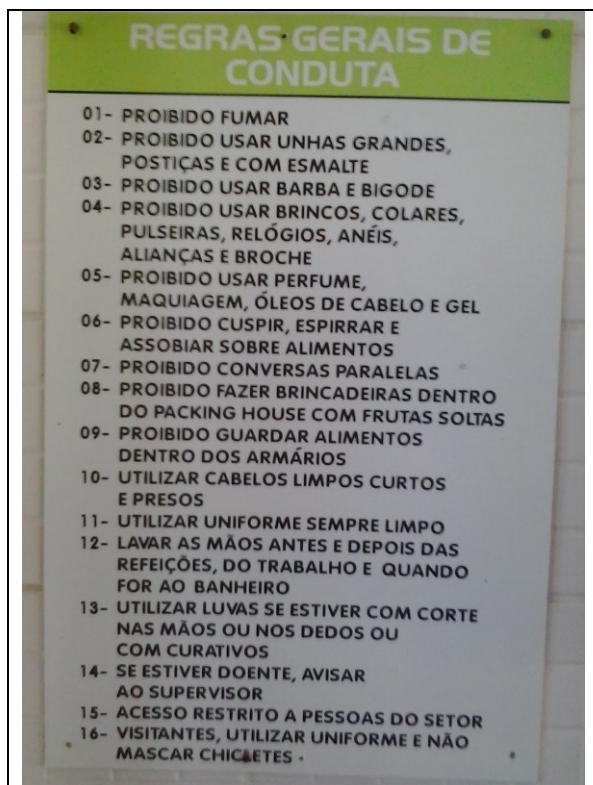 REGRAS GERAIS DE
CONDUTA
01- PROIBIDO FUMAR
02- PROIBIDO USAR UNHAS GRANDES,
POSTIÇAS E COM ESMALTE
03- PROIBIDO USAR BARBA E BIGODE
04- PROIBIDO USAR BRINCOS, COLARES,
PULSEIRAS, RELÓGIOS, ANÉIS,
ALIANÇAS E BROCHE
05- PROIBIDO USAR PERFUME,
MAQUIAGEM, ÓLEOS DE CABELO E GEL
06- PROIBIDO CUSPIR, ESPIRRAR E
ASSOBIAR SOBRE ALIMENTOS
07- PROIBIDO CONVERSAS PARALELAS
08- PROIBIDO FAZER BRINCADEIRAS DENTRO
DO PACKING HOUSE COM FRUTAS SOLTAS
09- PROIBIDO GUARDAR ALIMENTOS
DENTRO DOS ARMÁRIOS
10- UTILIZAR CABELOS LIMPOS CURTOS
E PRESOS
11- UTILIZAR UNIFORME SEMPRE LIMPO
12- LAVAR AS MÃOS ANTES E DEPOIS DAS
REFEIÇÕES, DO TRABALHO E QUANDO
FOR AO BANHEIRO
13- UTILIZAR LUVAS SE ESTIVER COM CORTE
NAS MÃOS OU NOS DEDOS OU
COM CURATIVOS
14- SE ESTIVER DOENTE, AVISAR
AO SUPERVISOR
15- ACESSO RESTRITO A PESSOAS DO SETOR
16- VISITANTES, UTILIZAR UNIFORME E NÃO
MASCAR CHICLETES